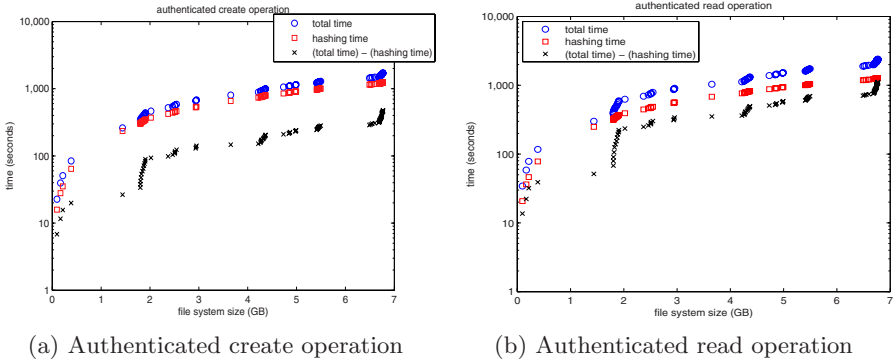 authenticated create operation
total time
hashing time
(total time) − (hashing time)
10,000
1,000
100
10
1
time (seconds)
0 1 2 3 4 5 6 7
file system size (GB)
(a) Authenticated create operation
authenticated read operation
total time
hashing time
(total time) − (hashing time)
10,000
1,000
100
10
1
time (seconds)
0 1 2 3 4 5 6 7
file system size (GB)
(b) Authenticated read operation